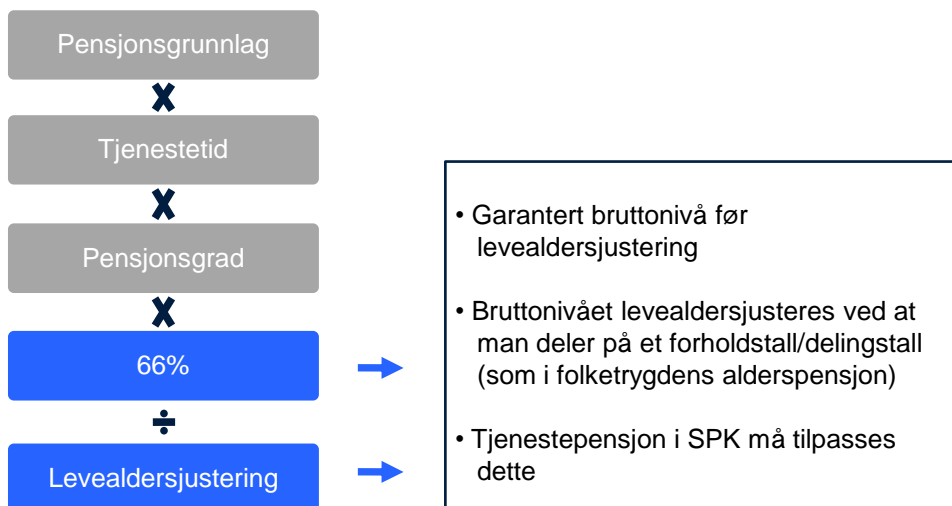 Pensjonsgrunnlag
×
Tjenestetid
×
Pensjonsgrad
×
66%
÷
Levealdersjustering
• Garantert bruttonivå før
levealdersjustering
• Bruttonivået levealdersjusteres ved at
man deler på et forholdstall/delingstall
(som i folketrygdens alderspensjon)
• Tjenestepensjon i SPK må tilpasses
dette